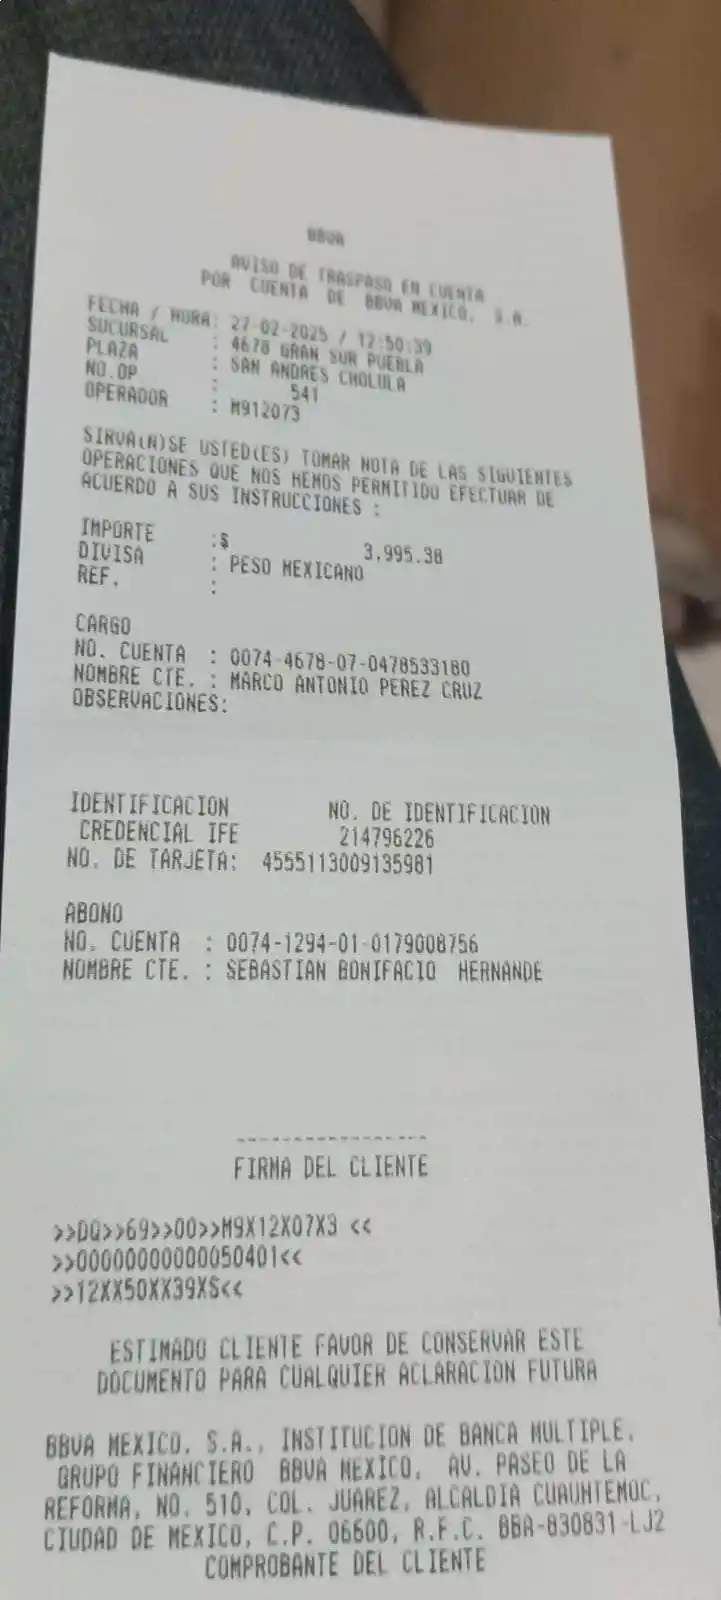 BBVA
AVISO DE TRASPASO EN CUENTA
POR CUENTA DE BBVA MEXICO, S.A.
FECHA / HORA: 27-02-2025 / 12:50:39
SUCURSAL : 4678 GRAN SUR PUEBLA
PLAZA : SAN ANDRES CHOLULA
NO.OP : 541
OPERADOR : M912073
SIRVA(N)SE USTED(ES) TOMAR NOTA DE LAS SIGUIENTES
OPERACIONES QUE NOS HEMOS PERMITIDO EFECTUAR DE
ACUERDO A SUS INSTRUCCIONES :
IMPORTE :$ 3,995.38
DIVISA : PESO MEXICANO
REF. :
CARGO
NO. CUENTA : 0074-4678-07-0478533180
NOMBRE CTE. : MARCO ANTONIO PEREZ CRUZ
OBSERVACIONES:
IDENTIFICACION NO. DE IDENTIFICACION
CREDENCIAL IFE 214796226
NO. DE TARJETA: 4555113009135981
ABONO
NO. CUENTA : 0074-1294-01-0179008756
NOMBRE CTE. : SEBASTIAN BONIFACIO HERNANDE
-----------------
FIRMA DEL CLIENTE
>>DQ>>69>>00>>M9X12X07X3 <<
>>00000000000050401<<
>>12XX50XX39XS<<
ESTIMADO CLIENTE FAVOR DE CONSERVAR ESTE
DOCUMENTO PARA CUALQUIER ACLARACION FUTURA
BBVA MEXICO, S.A., INSTITUCION DE BANCA MULTIPLE,
GRUPO FINANCIERO BBVA MEXICO, AV. PASEO DE LA
REFORMA, NO. 510, COL. JUAREZ, ALCALDIA CUAUHTEMOC,
CIUDAD DE MEXICO, C.P. 06600, R.F.C. BBA-830831-LJ2
COMPROBANTE DEL CLIENTE